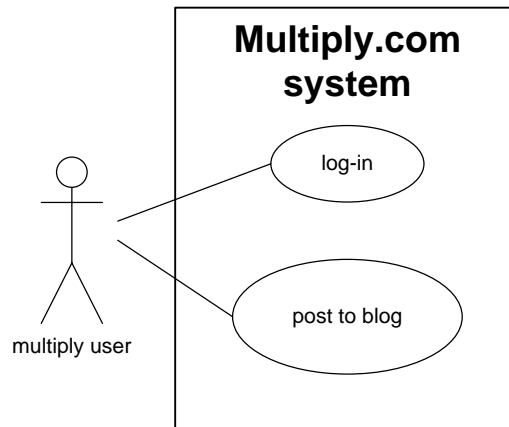 Multiply.com
system
log-in
post to blog
multiply user